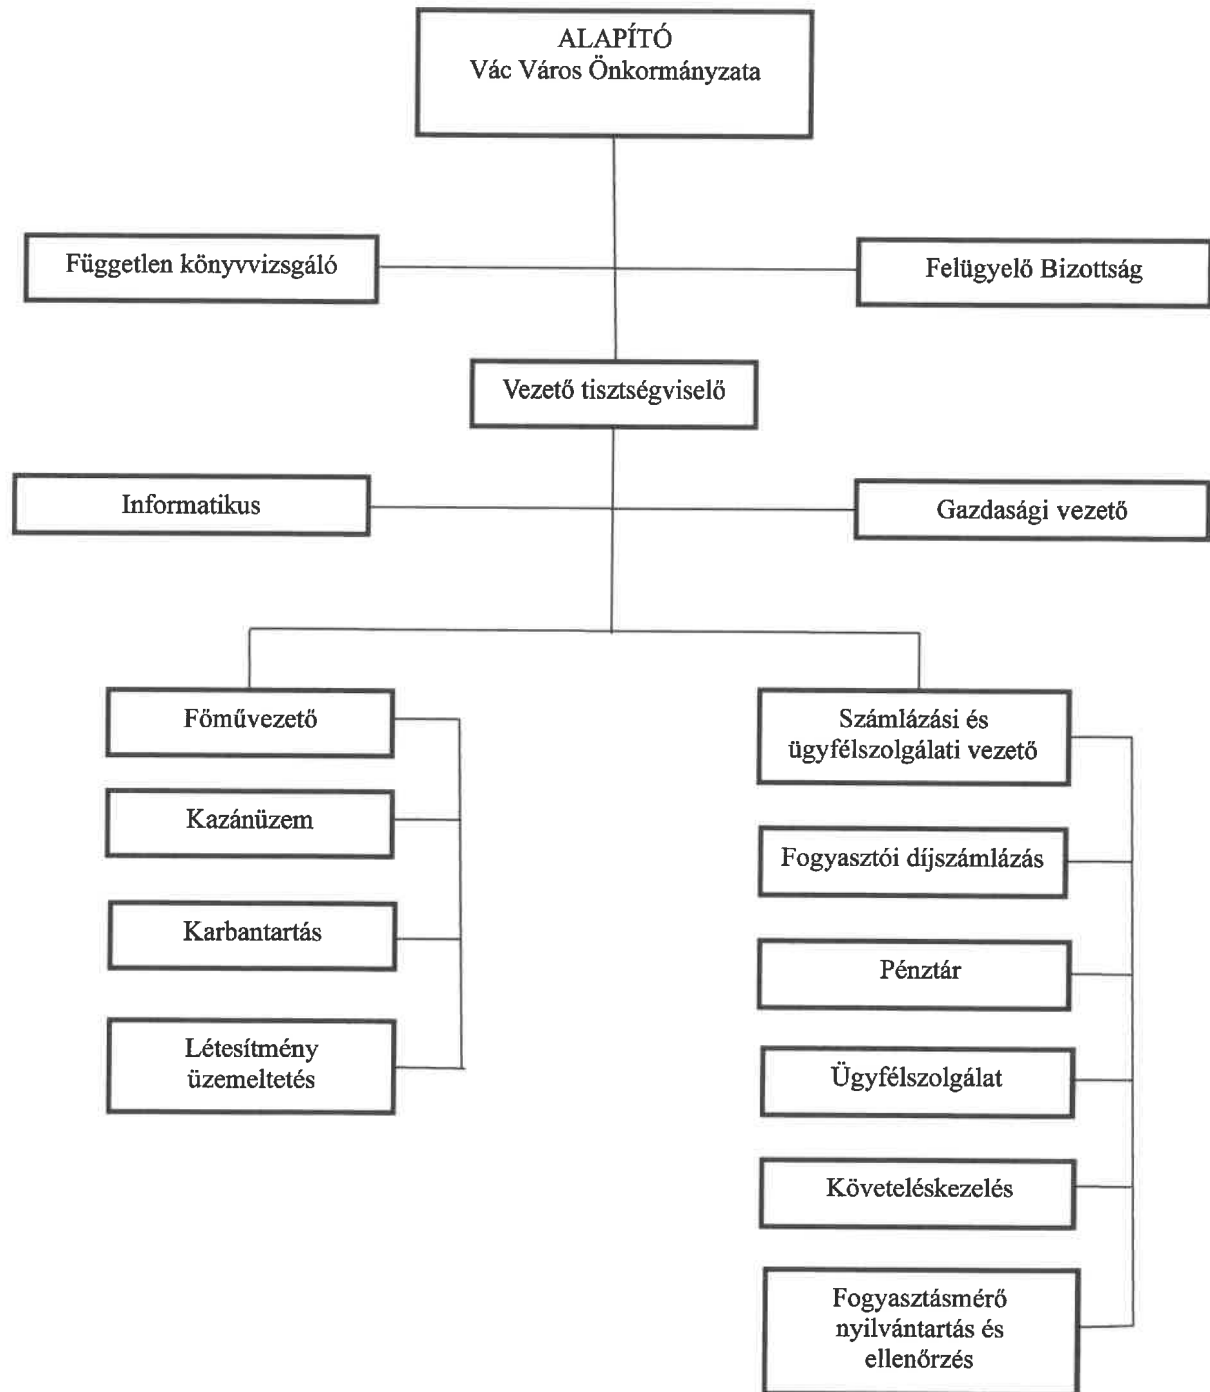 ALAPÍTÓ
Vác Város Önkormányzata
Független könyvvizsgáló
Felügyelő Bizottság
Vezető tisztségviselő
Informatikus
Gazdasági vezető
Főművezető
Kazánüzem
Karbantartás
Létesítmény
üzemeltetés
Számlázási és
ügyfélszolgálati vezető
Fogyasztói díjszámlázás
Pénztár
Ügyfélszolgálat
Követeléskezelés
Fogyasztásmérő
nyilvántartás és
ellenőrzés